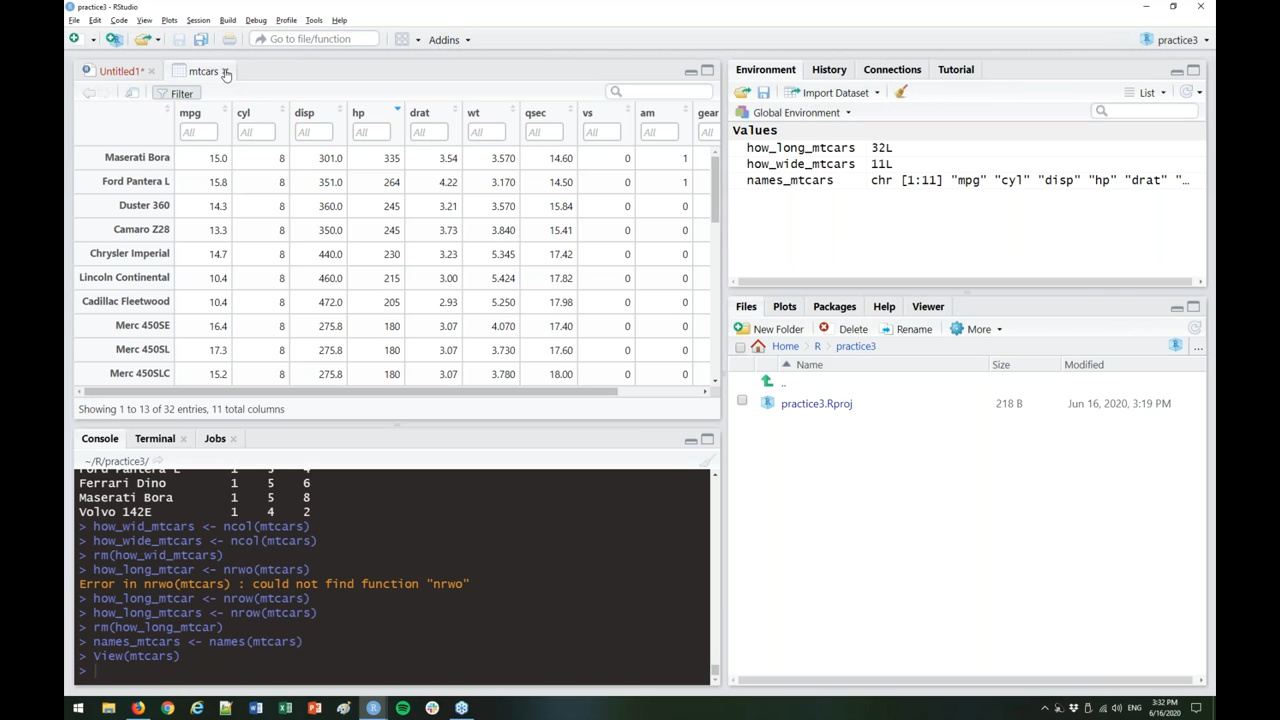 practice3 - RStudio
File Edit Code View Plots Session Build Debug Profile Tools Help
Go to file/function Addins practice3
Untitled1* mtcars
Filter
mpg cyl disp hp drat wt qsec vs am gear
All All All All All All All All All All
Maserati Bora 15.0 8 301.0 335 3.54 3.570 14.60 0 1
Ford Pantera L 15.8 8 351.0 264 4.22 3.170 14.50 0 1
Duster 360 14.3 8 360.0 245 3.21 3.570 15.84 0 0
Camaro Z28 13.3 8 350.0 245 3.73 3.840 15.41 0 0
Chrysler Imperial 14.7 8 440.0 230 3.23 5.345 17.42 0 0
Lincoln Continental 10.4 8 460.0 215 3.00 5.424 17.82 0 0
Cadillac Fleetwood 10.4 8 472.0 205 2.93 5.250 17.98 0 0
Merc 450SE 16.4 8 275.8 180 3.07 4.070 17.40 0 0
Merc 450SL 17.3 8 275.8 180 3.07 3.730 17.60 0 0
Merc 450SLC 15.2 8 275.8 180 3.07 3.780 18.00 0 0
Showing 1 to 13 of 32 entries, 11 total columns
Console Terminal Jobs
~/R/practice3/
Ford Pantera L 1 5 4
Ferrari Dino 1 5 6
Maserati Bora 1 5 8
Volvo 142E 1 4 2
> how_wid_mtcars <- ncol(mtcars)
> how_wide_mtcars <- ncol(mtcars)
> rm(how_wid_mtcars)
> how_long_mtcar <- nrwo(mtcars)
Error in nrwo(mtcars) : could not find function "nrwo"
> how_long_mtcar <- nrow(mtcars)
> how_long_mtcars <- nrow(mtcars)
> rm(how_long_mtcar)
> names_mtcars <- names(mtcars)
> View(mtcars)
>
Environment History Connections Tutorial
Import Dataset List
Global Environment
Values
how_long_mtcars 32L
how_wide_mtcars 11L
names_mtcars chr [1:11] "mpg" "cyl" "disp" "hp" "drat" "...
Files Plots Packages Help Viewer
New Folder Delete Rename More
Home R practice3 ...
Name Size Modified
..
practice3.Rproj 218 B Jun 16, 2020, 3:19 PM
ENG 3:32 PM
6/16/2020